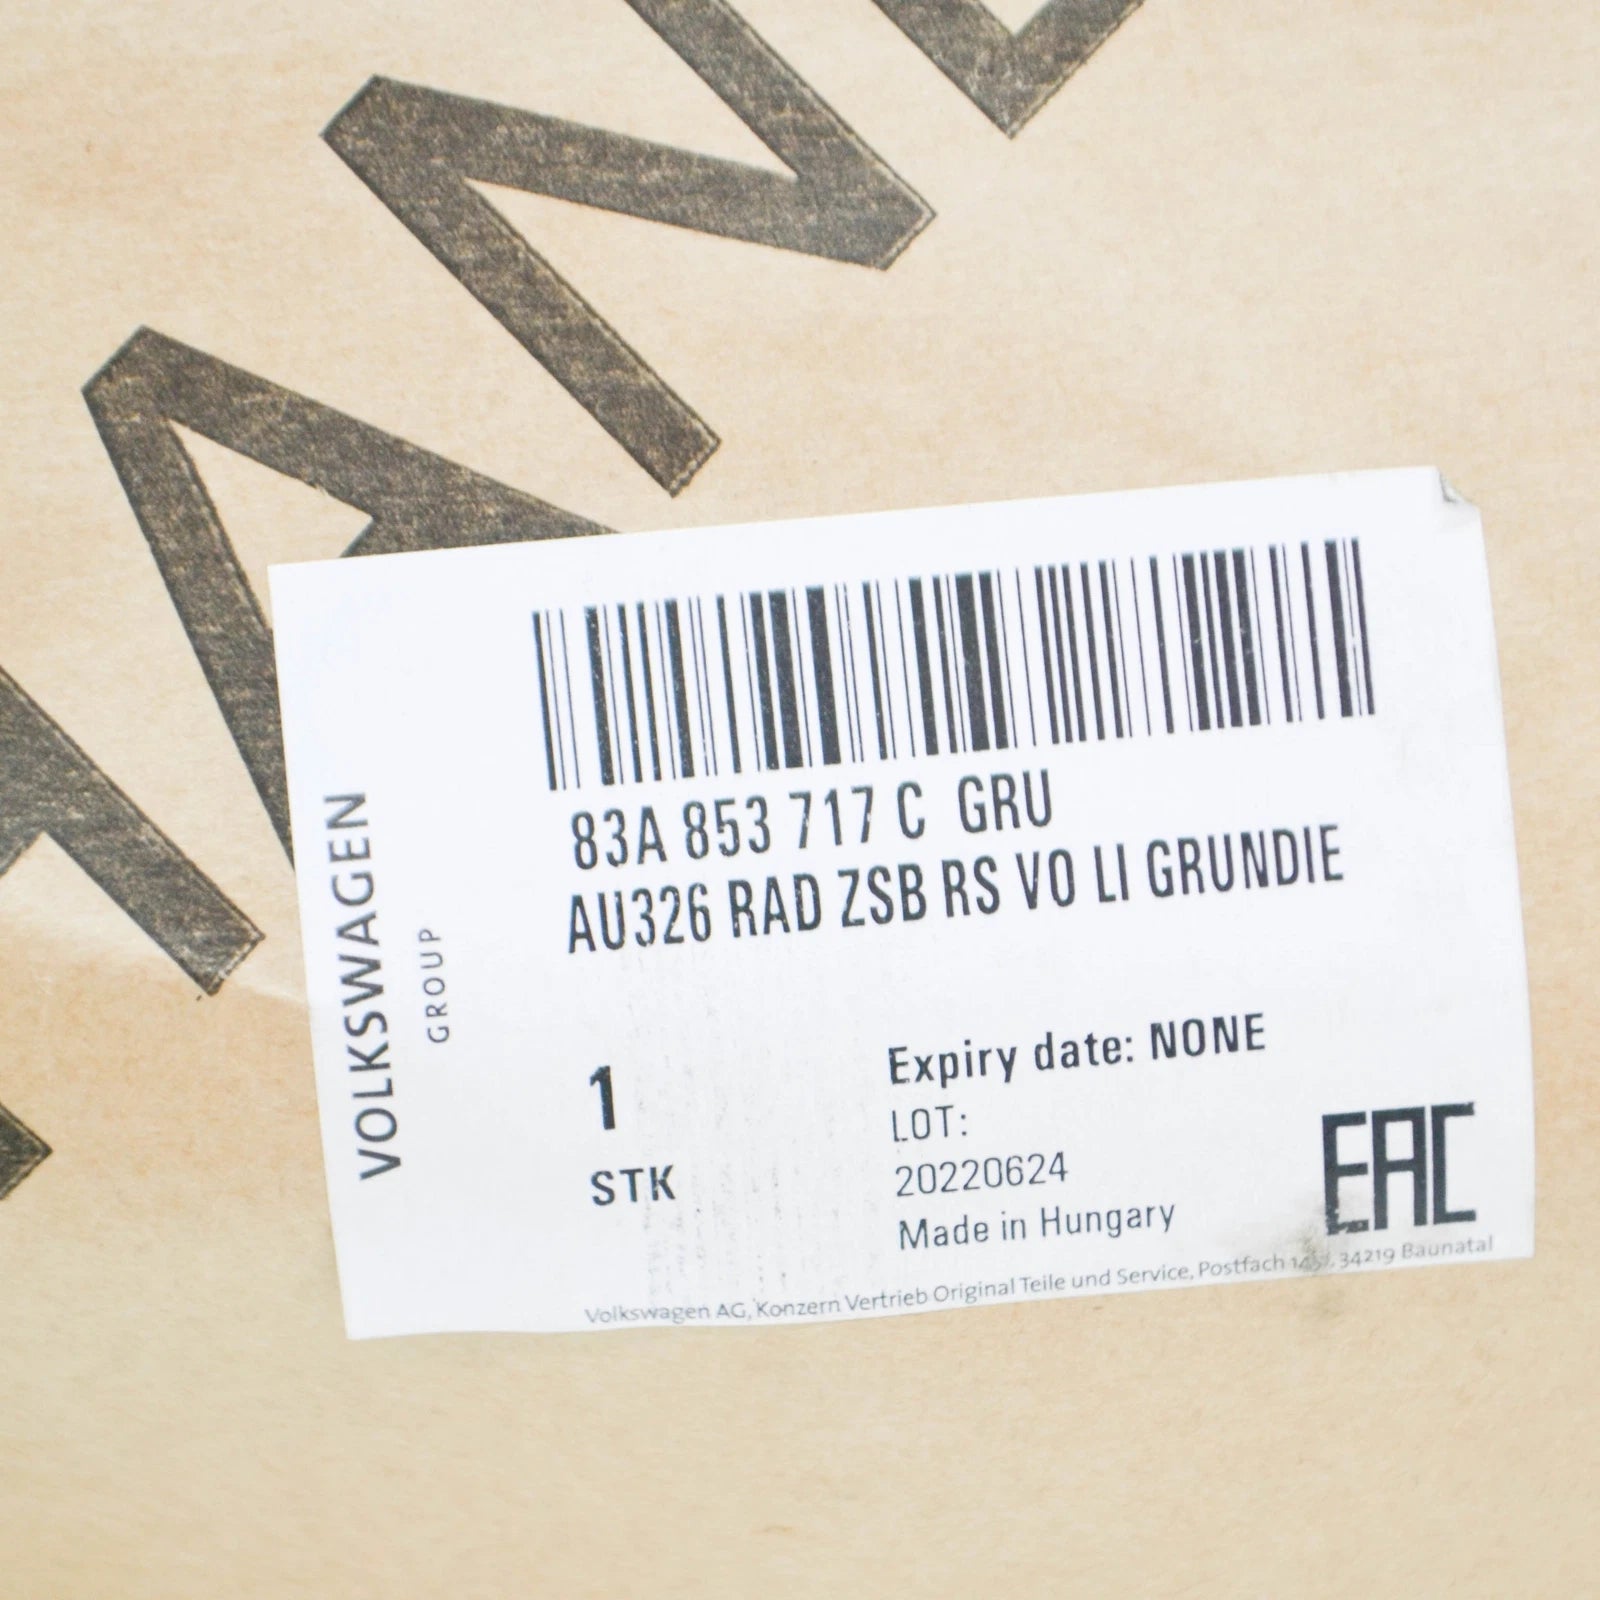 83A 853 717 C GRU
AU326 RAD ZSB RS VO LI GRUNDIE
VOLKSWAGEN
GROUP
1
STK
Expiry date: NONE
LOT:
20220624
Made in Hungary
EAC
Volkswagen AG, Konzern Vertrieb Original Teile und Service, Postfach 34219 Baunatal